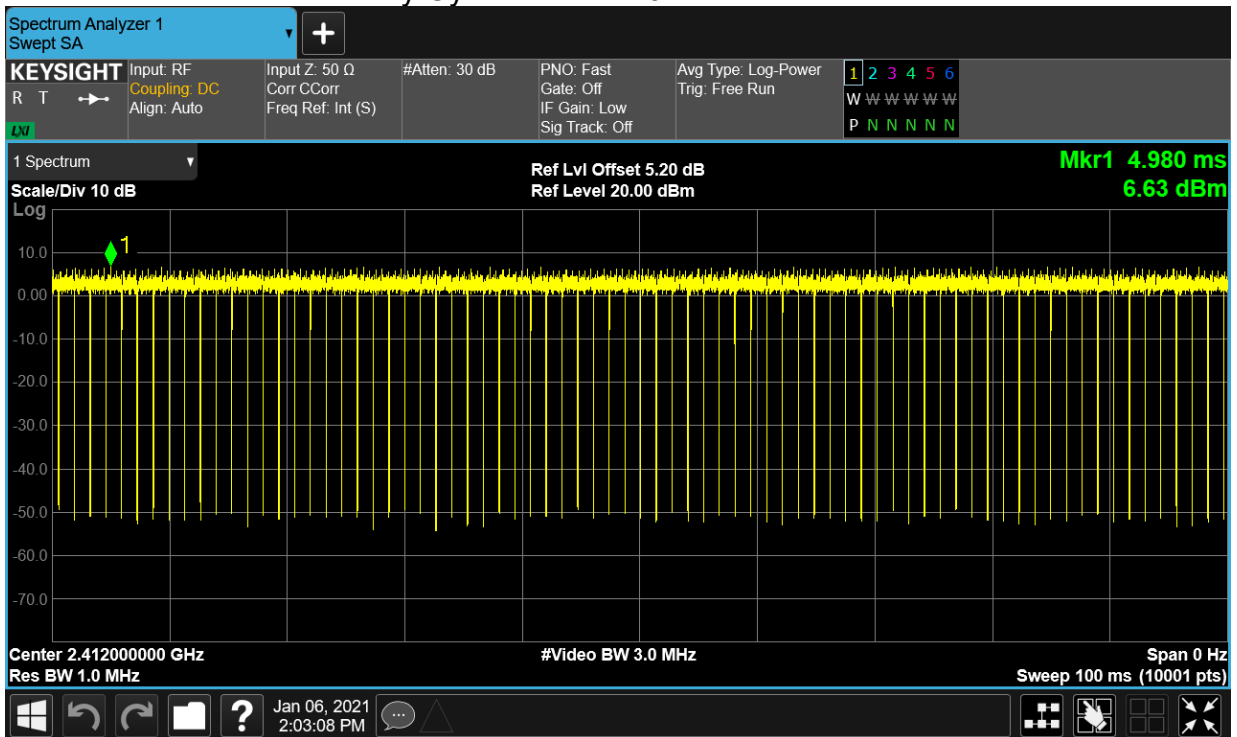 Spectrum Analyzer 1
Swept SA
+
KEYSIGHT Input: RF Input Z: 50 Ω #Atten: 30 dB PNO: Fast Avg Type: Log-Power 1 2 3 4 5 6
R T Coupling: DC Corr CCorr Gate: Off Trig: Free Run W W W W W W
Align: Auto Freq Ref: Int (S) IF Gain: Low
LXI Sig Track: Off P N N N N N
1 Spectrum Ref Lvl Offset 5.20 dB Mkr1 4.980 ms
Scale/Div 10 dB Ref Level 20.00 dBm 6.63 dBm
Log
1
10.0
0.00
-10.0
-20.0
-30.0
-40.0
-50.0
-60.0
-70.0
Center 2.412000000 GHz #Video BW 3.0 MHz Span 0 Hz
Res BW 1.0 MHz Sweep 100 ms (10001 pts)
? Jan 06, 2021
2:03:08 PM